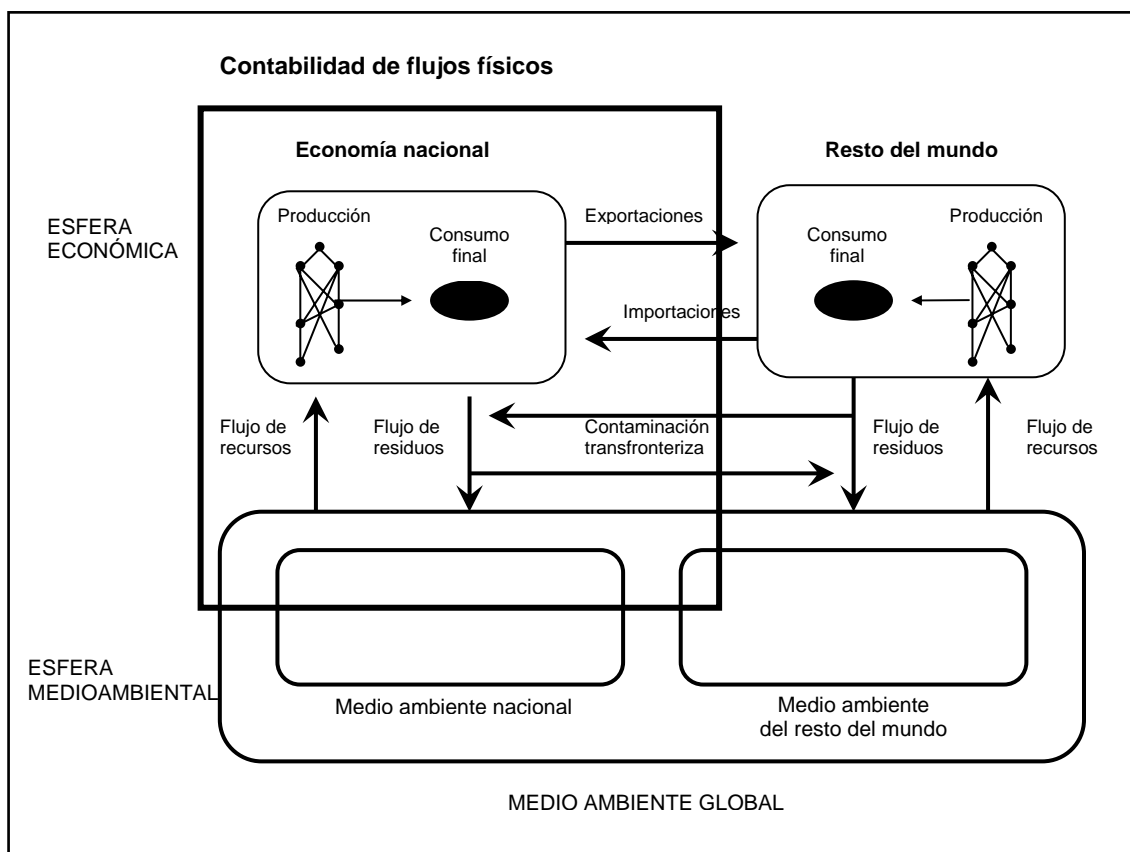 Contabilidad de flujos físicos
Economía nacional
Resto del mundo
ESFERA
ECONÓMICA
Producción
Consumo
final
Exportaciones
Importaciones
Consumo
final
Producción
Flujo de
recursos
Flujo de
residuos
Contaminación
transfronteriza
Flujo de
residuos
Flujo de
recursos
ESFERA
MEDIOAMBIENTAL
Medio ambiente nacional
Medio ambiente
del resto del mundo
MEDIO AMBIENTE GLOBAL